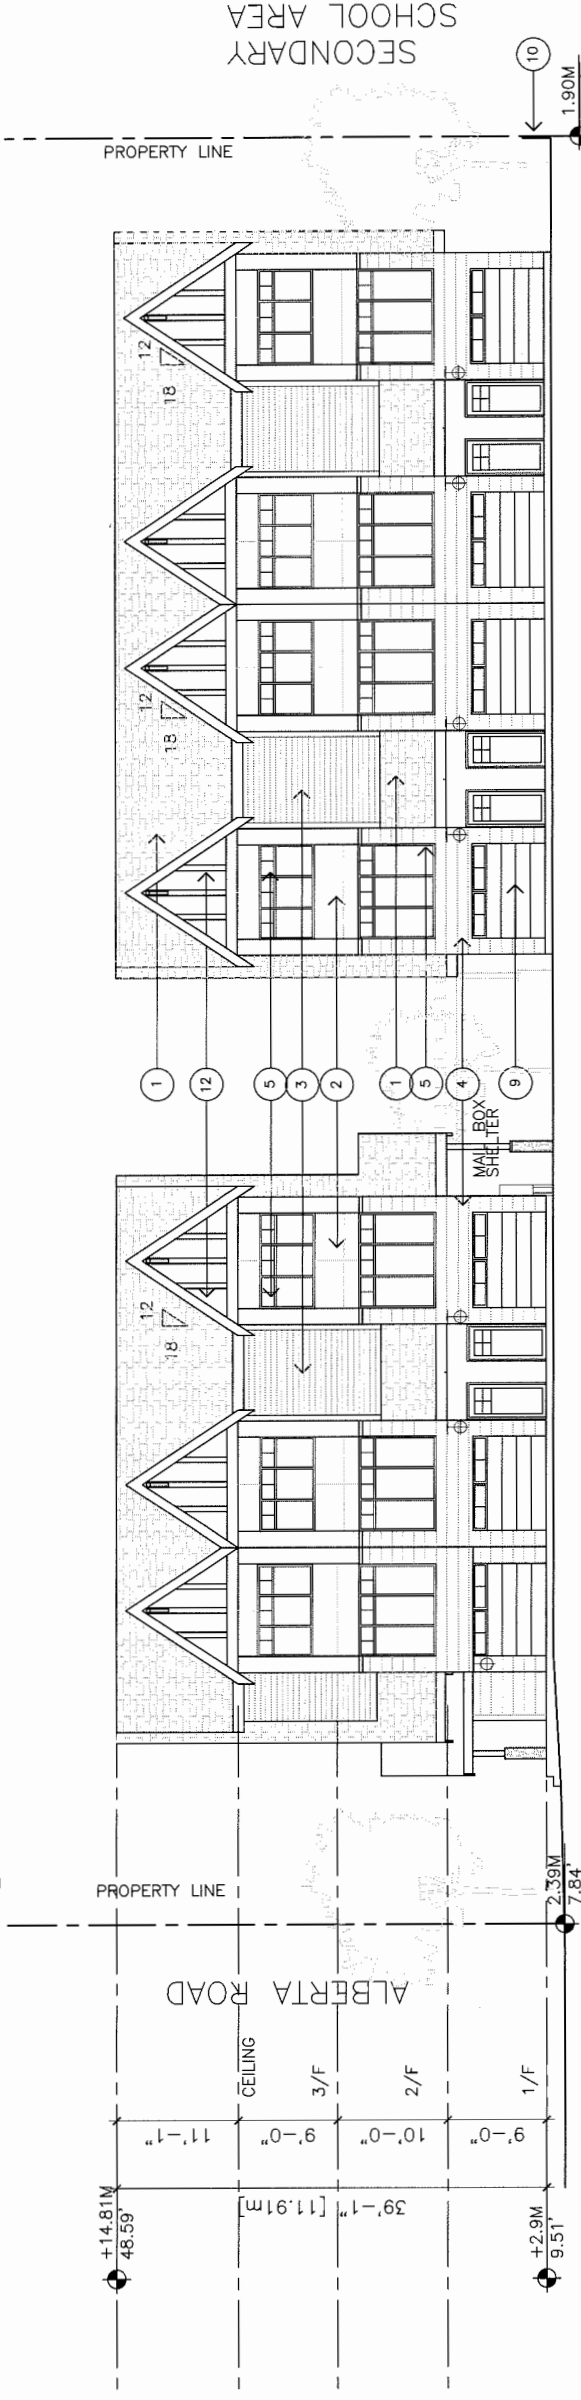 SECONDARY
SCHOOL AREA
10
1.90M
PROPERTY LINE
12
18
12
18
1
12
5
3
2
1
5
4
9
MAIL BOX
SHELTER
12
18
PROPERTY LINE
2.39M
7.84'
ALBERTA ROAD
CEILING
3/F
2/F
1/F
11'-1"
9'-0"
10'-0"
9'-0"
39'-1" [11.91m]
+14.81M
48.59'
+2.9M
9.51'